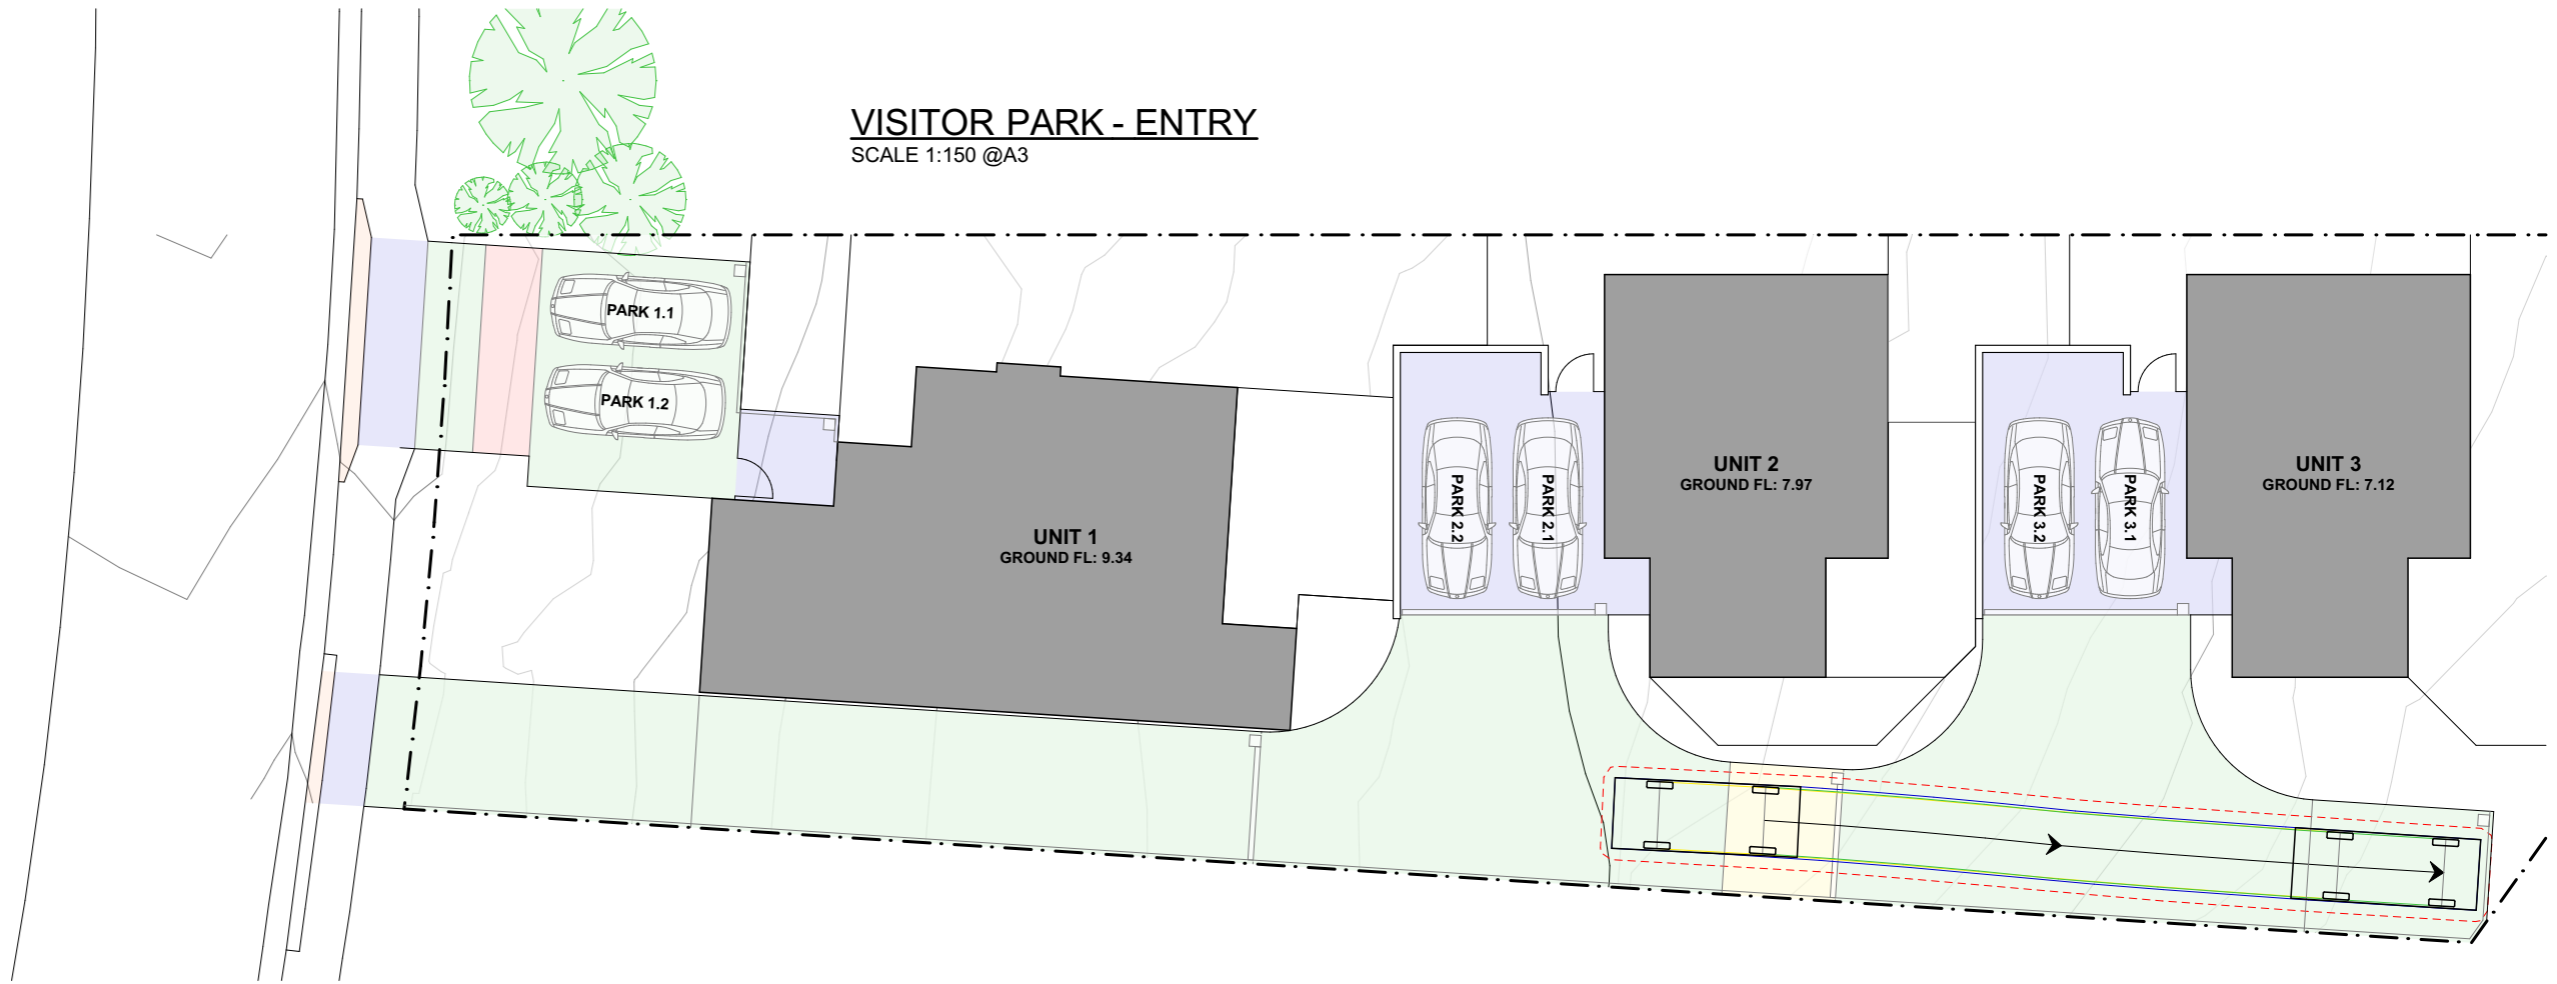 VISITOR PARK - ENTRY
SCALE 1:150 @A3
PARK 1.1
PARK 1.2
UNIT 1
GROUND FL: 9.34
PARK 2.2
PARK 2.1
UNIT 2
GROUND FL: 7.97
PARK 3.2
PARK 3.1
UNIT 3
GROUND FL: 7.12